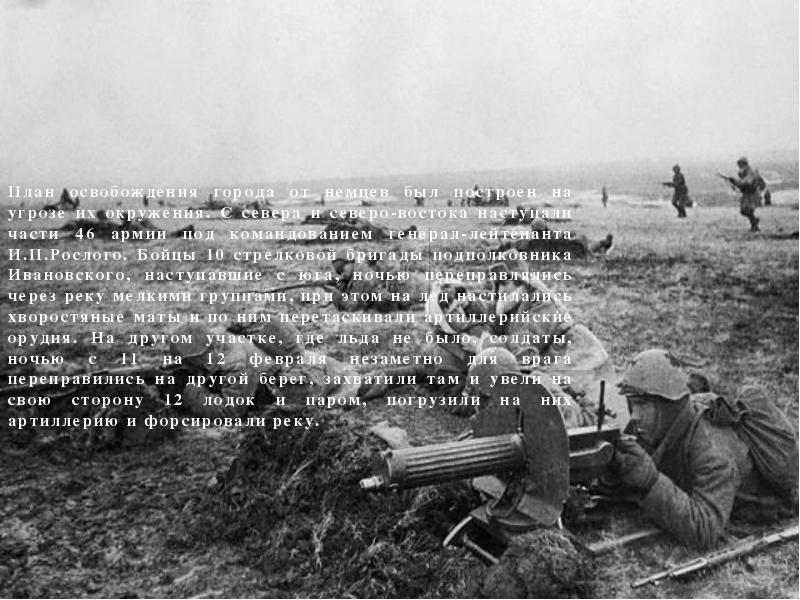 План освобождения города от немцев был построен на
угрозе их окружения. С севера и северо-востока наступали
части 46 армии под командованием генерал-лейтенанта
И.П.Рослого. Бойцы 10 стрелковой бригады подполковника
Ивановского, наступавшие с юга, ночью переправлялись
через реку мелкими группами, при этом на лед настилались
хворостяные маты и по ним перетаскивали артиллерийские
орудия. На другом участке, где льда не было, солдаты,
ночью с 11 на 12 февраля незаметно для врага
переправились на другой берег, захватили там и увели на
свою сторону 12 лодок и паром, погрузили на них
артиллерию и форсировали реку.